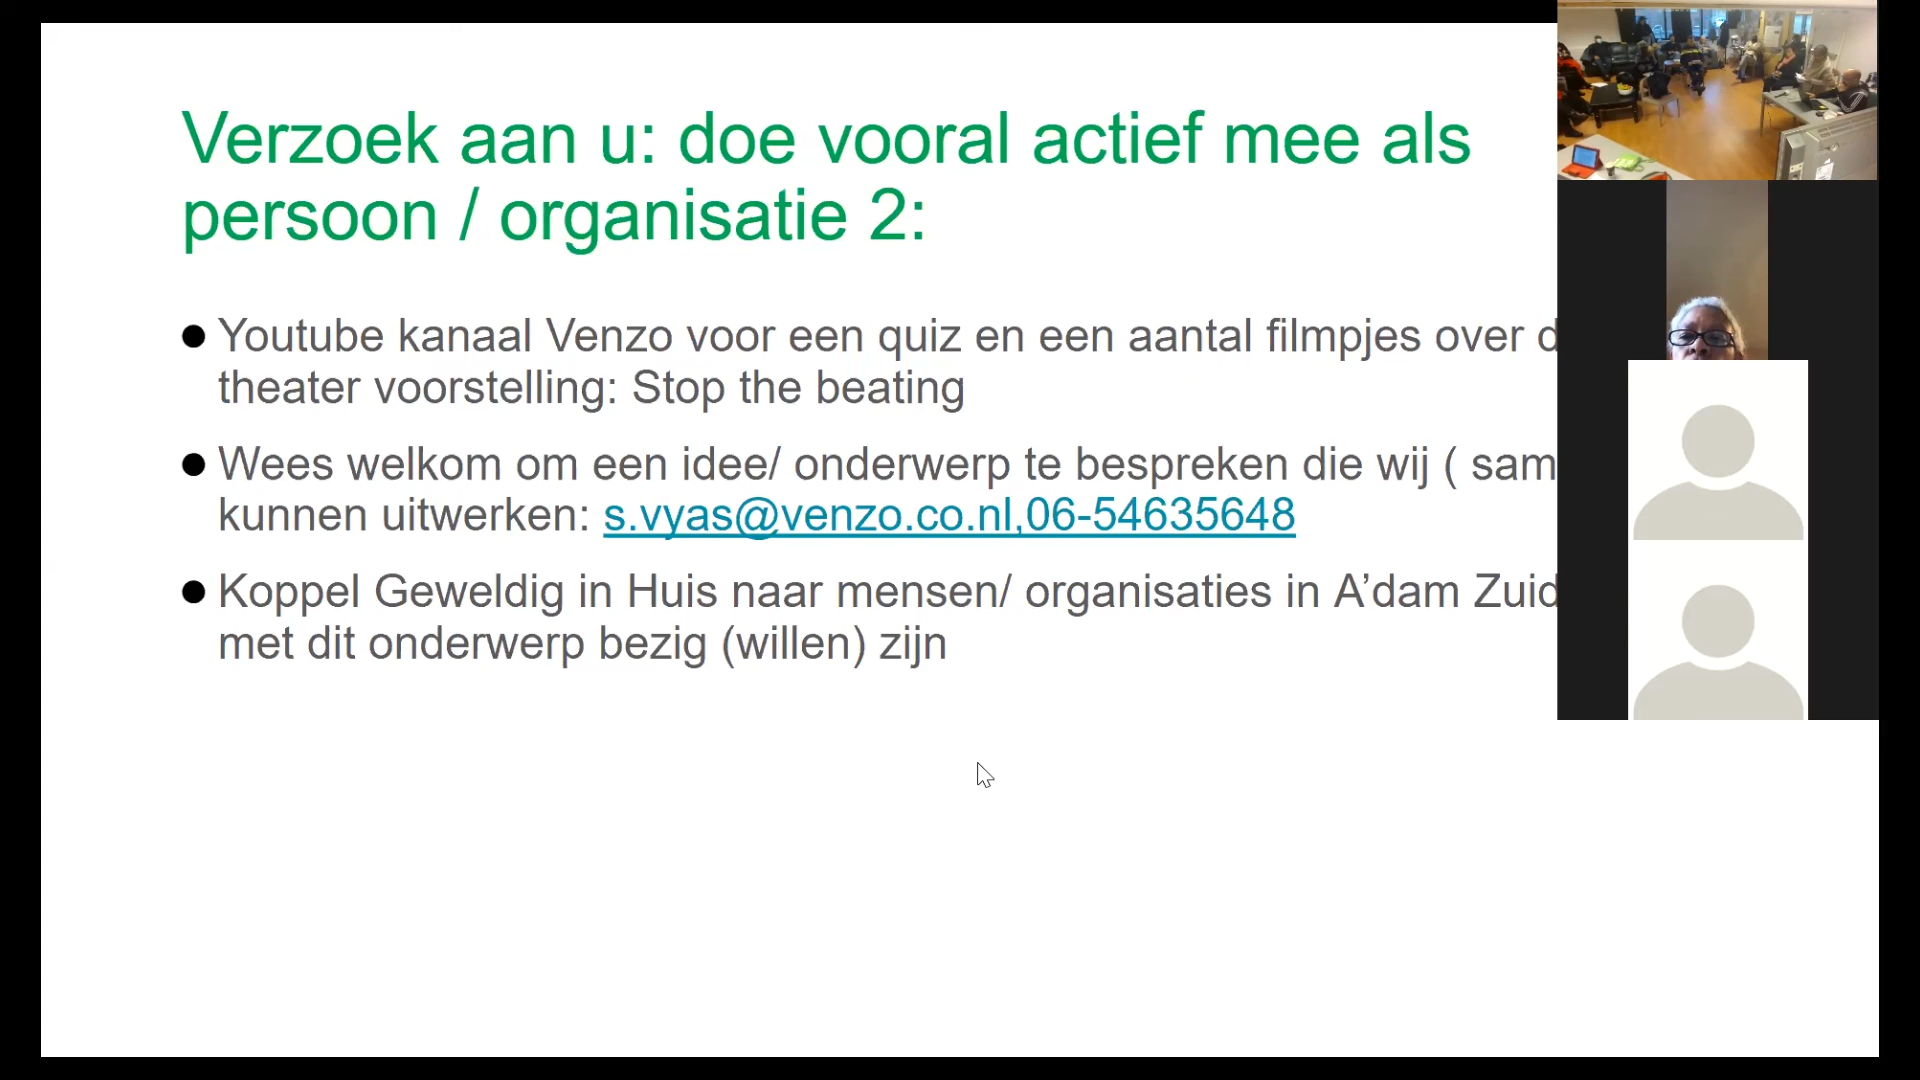 Verzoek aan u: doe vooral actief mee als
persoon / organisatie 2:
Youtube kanaal Venzo voor een quiz en een aantal filmpjes over
theater voorstelling: Stop the beating
Wees welkom om een idee/ onderwerp te bespreken die wij ( sam
kunnen uitwerken: s.vyas@venzo.co.nl,06-54635648
Koppel Geweldig in Huis naar mensen/ organisaties in A’dam Zuid
met dit onderwerp bezig (willen) zijn